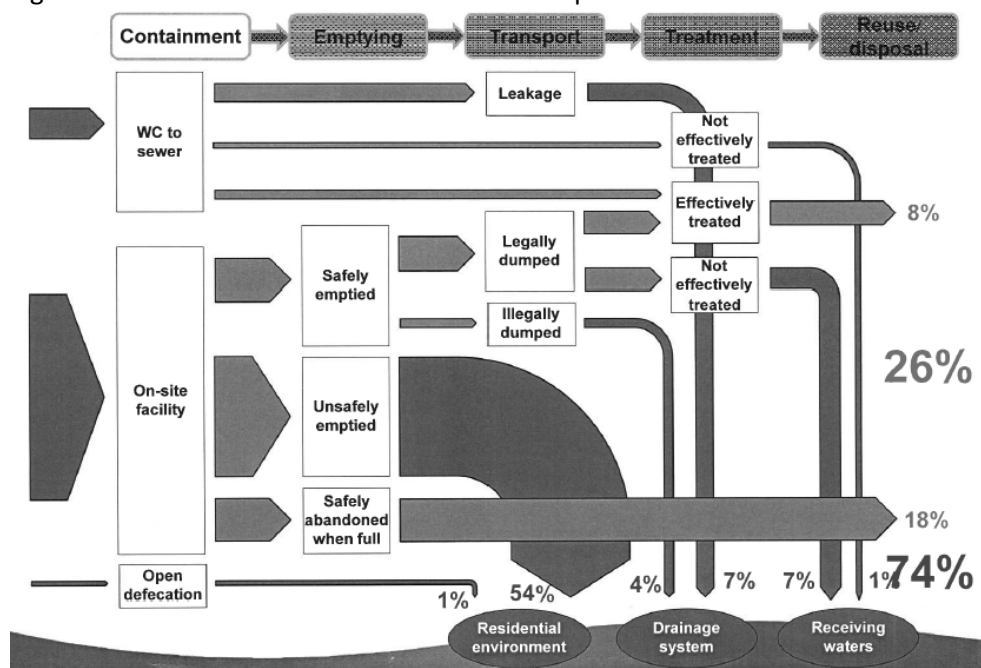 Containment
Emptying
Transport
Treatment
Reuse/
disposal
WC to
sewer
Leakage
Not
effectively
treated
Effectively
treated
8%
Safely
emptied
Legally
dumped
Not
effectively
treated
Illegally
dumped
26%
On-site
facility
Unsafely
emptied
Safely
abandoned
when full
18%
Open
defecation
1%
54%
4%
7%
7%
1%
74%
Residential
environment
Drainage
system
Receiving
waters